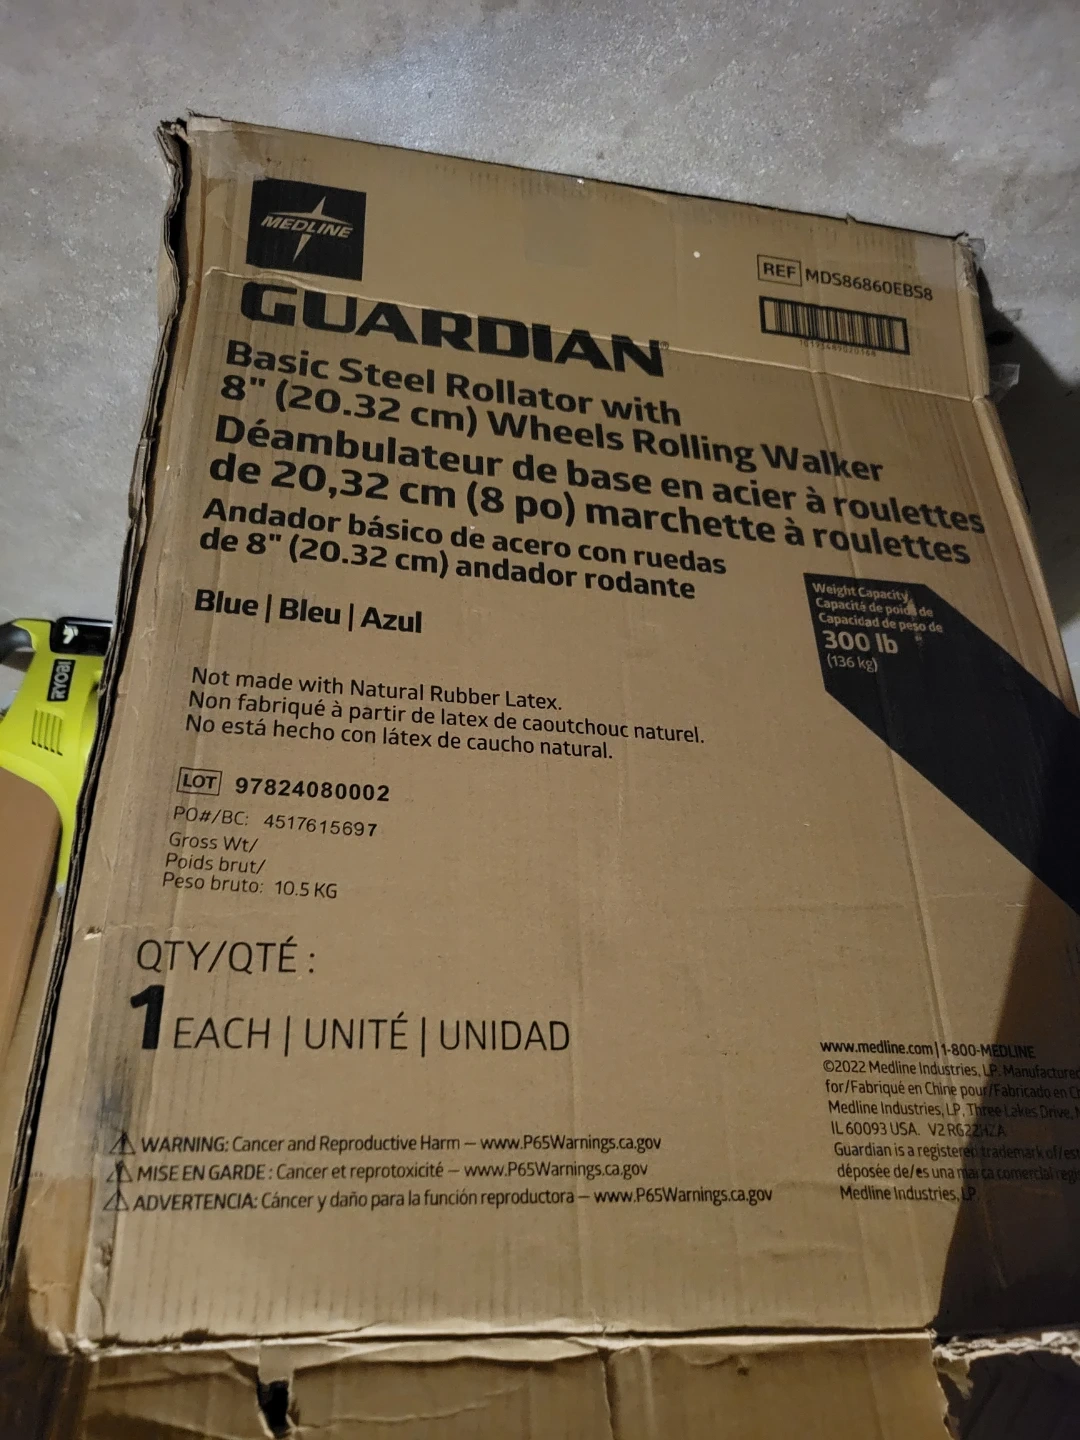 MEDLINE
REF MDS86860EBS8
GUARDIAN®
Basic Steel Rollator with
8" (20.32 cm) Wheels Rolling Walker
Déambulateur de base en acier à roulettes
de 20,32 cm (8 po) marchette à roulettes
Andador básico de acero con ruedas
de 8" (20.32 cm) andador rodante
Blue | Bleu | Azul
Weight Capacity
Capacité de poids de
Capacidad de peso de
300 lb
(136 kg)
RYOBI
Not made with Natural Rubber Latex.
Non fabriqué à partir de latex de caoutchouc naturel.
No está hecho con látex de caucho natural.
LOT 97824080002
PO#/BC: 4517615697
Gross Wt/
Poids brut/
Peso bruto: 10.5 KG
QTY/QTÉ :
1 EACH | UNITÉ | UNIDAD
www.medline.com | 1-800-MEDLINE
©2022 Medline Industries, LP. Manufactured
for/Fabriqué en Chine pour/Fabricado en
Medline Industries, LP, Three Lakes Drive,
IL 60093 USA.
Guardian is a registered trademark of/
déposée de/es una marca comercial
Medline Industries, LP.
WARNING: Cancer and Reproductive Harm – www.P65Warnings.ca.gov
MISE EN GARDE : Cancer et reprotoxicité – www.P65Warnings.ca.gov
ADVERTENCIA: Cáncer y daño para la función reproductora – www.P65Warnings.ca.gov